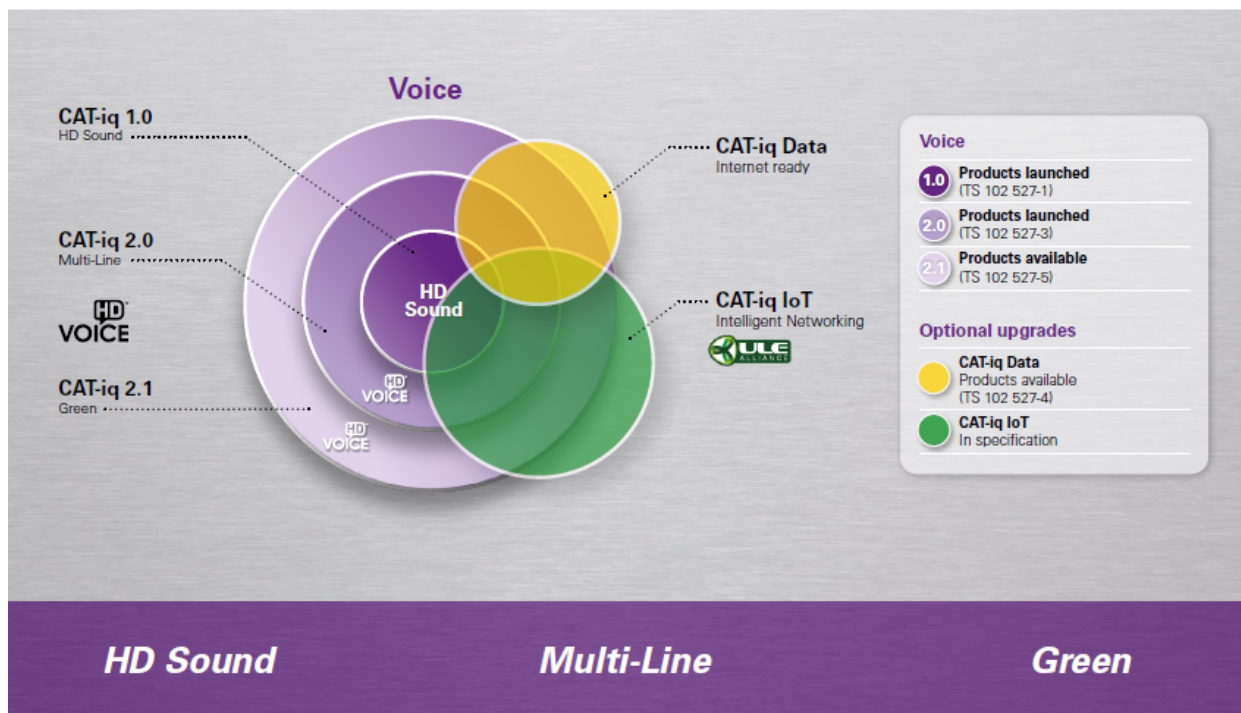 Voice
CAT-iq 1.0
HD Sound
CAT-iq 2.0
Multi-Line
HD
VOICE
CAT-iq 2.1
Green
HD
Sound
HD
VOICE
HD
VOICE
CAT-iq Data
Internet ready
CAT-iq IoT
Intelligent Networking
ULE
ALLIANCE
Voice
1.0
Products launched
(TS 102 527-1)
2.0
Products launched
(TS 102 527-3)
2.1
Products available
(TS 102 527-5)
Optional upgrades
CAT-iq Data
Products available
(TS 102 527-4)
CAT-iq IoT
In specification
HD Sound
Multi-Line
Green